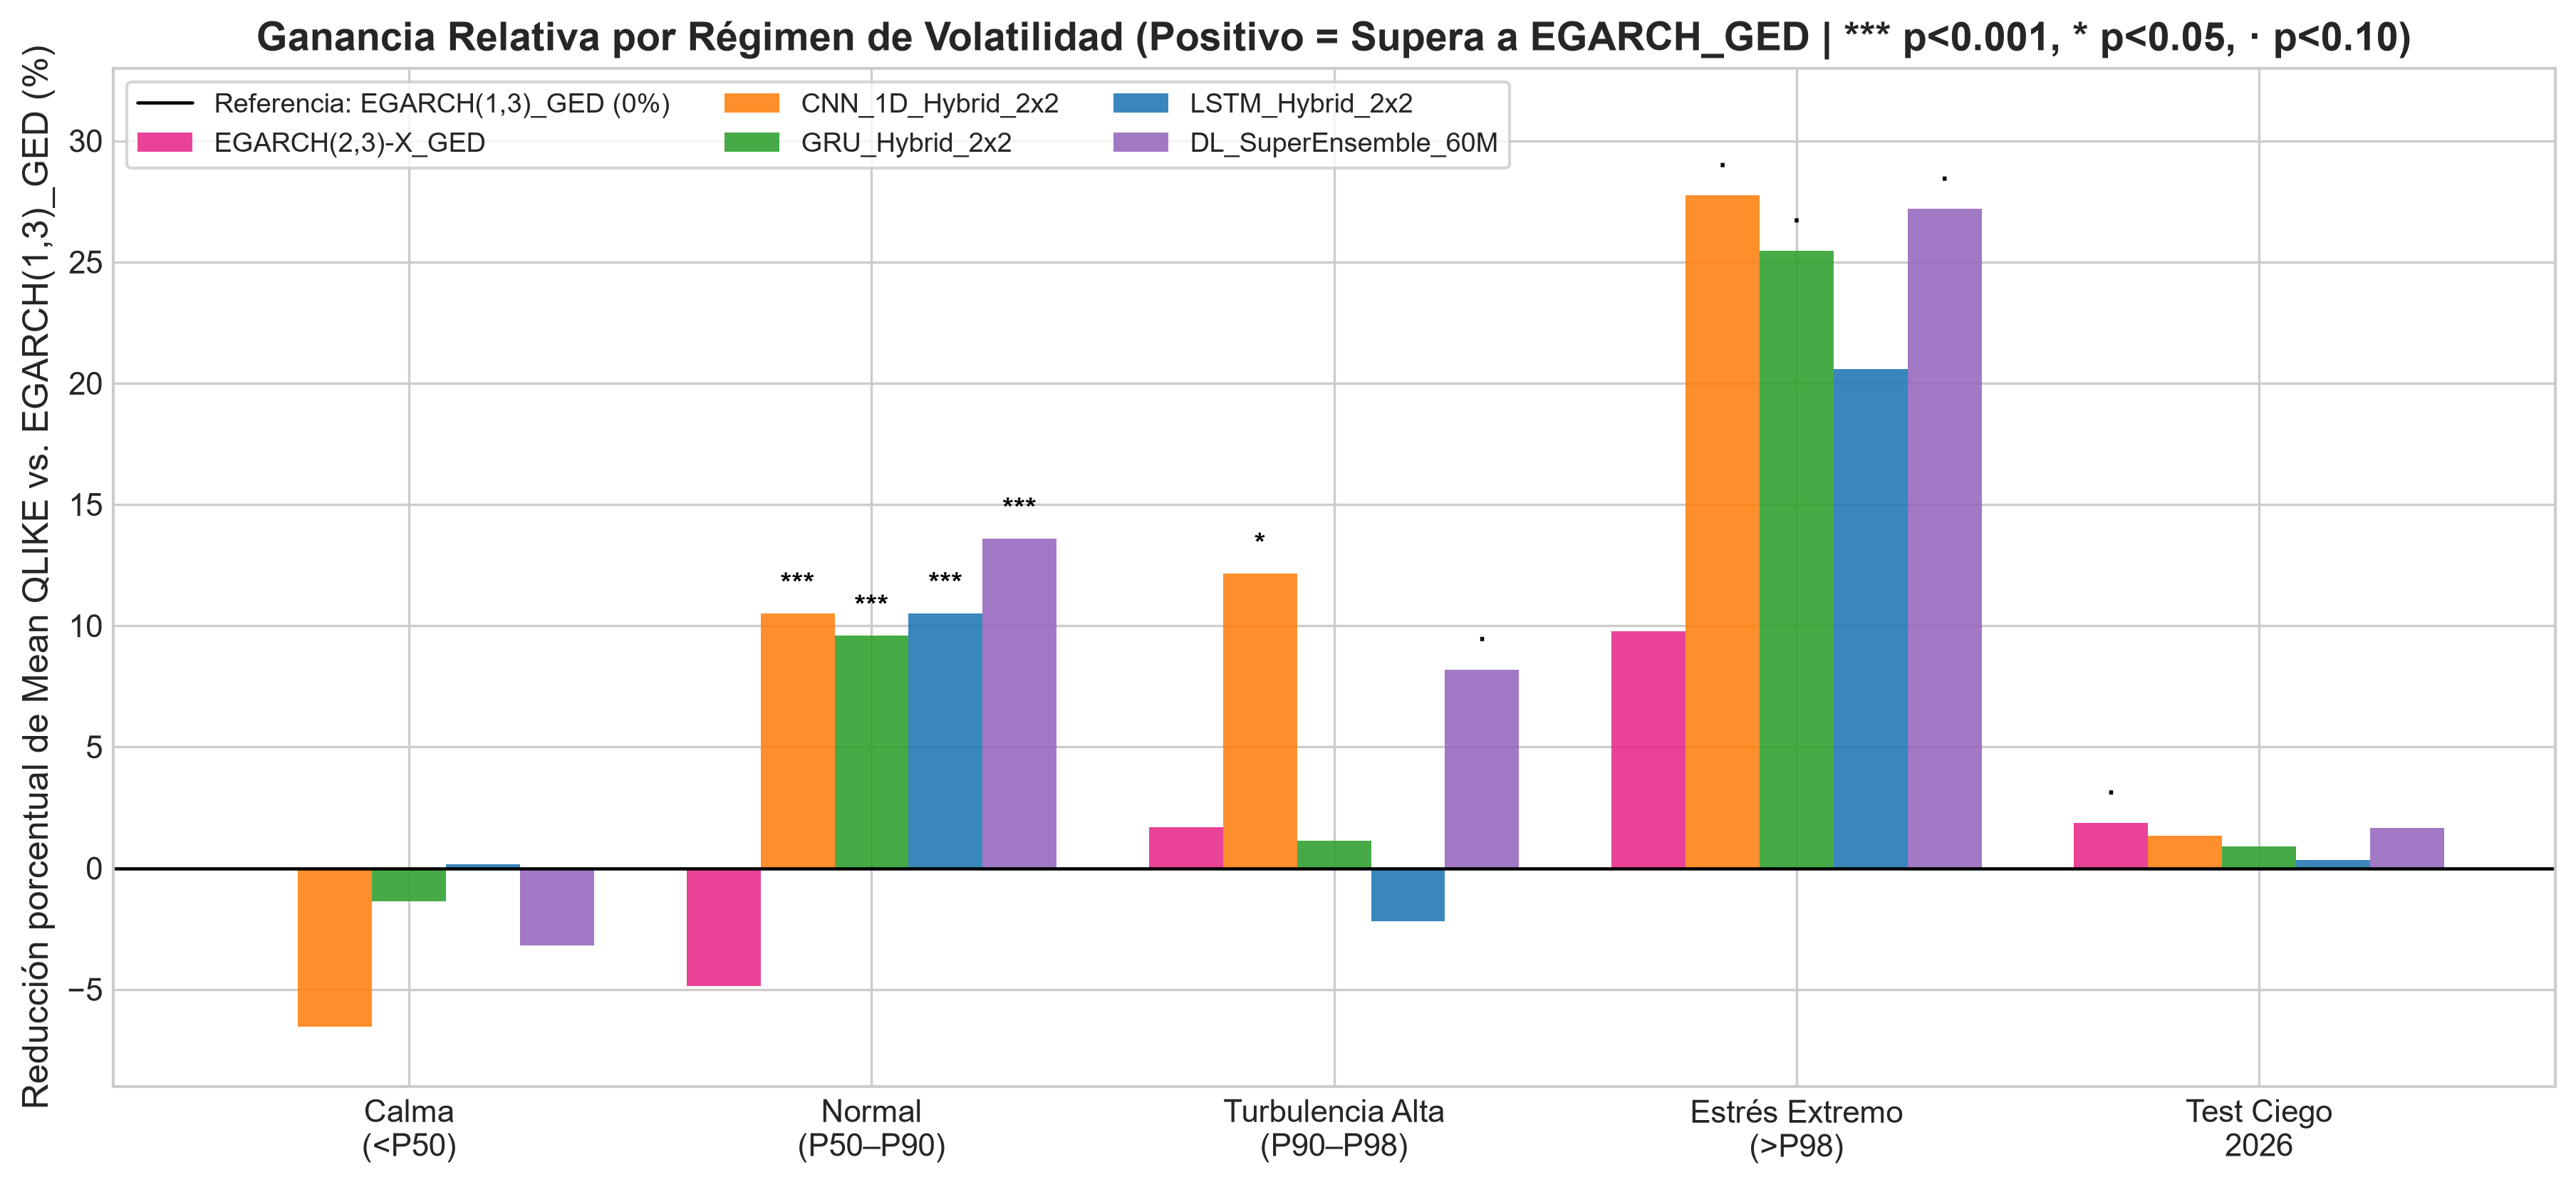 Ganancia Relativa por Régimen de Volatilidad (Positivo = Supera a EGARCH_GED | *** p<0.001, * p<0.05, · p<0.10)
Reducción porcentual de Mean QLIKE vs. EGARCH(1,3)_GED (%)
Referencia: EGARCH(1,3)_GED (0%)
EGARCH(2,3)-X_GED
CNN_1D_Hybrid_2x2
GRU_Hybrid_2x2
LSTM_Hybrid_2x2
DL_SuperEnsemble_60M
30
25
20
15
10
5
0
−5
***
***
***
***
*
·
·
·
·
·
Calma
(<P50)
Normal
(P50–P90)
Turbulencia Alta
(P90–P98)
Estrés Extremo
(>P98)
Test Ciego
2026